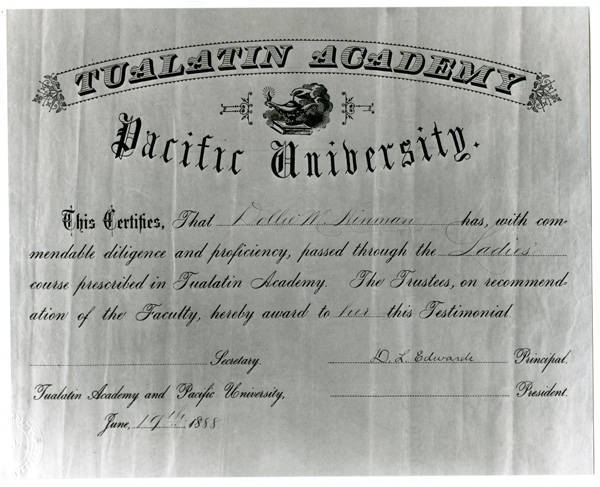 TUALATIN ACADEMY
Pacific University.
This Certifies, That Dollie W. Kinman has, with com-
mendable diligence and proficiency, passed through the Ladies'
course prescribed in Tualatin Academy. The Trustees, on recommend-
ation of the Faculty, hereby award to her this Testimonial.
Secretary. D. L. Edwards Principal.
Tualatin Academy and Pacific University, President.
June, 19th 1888